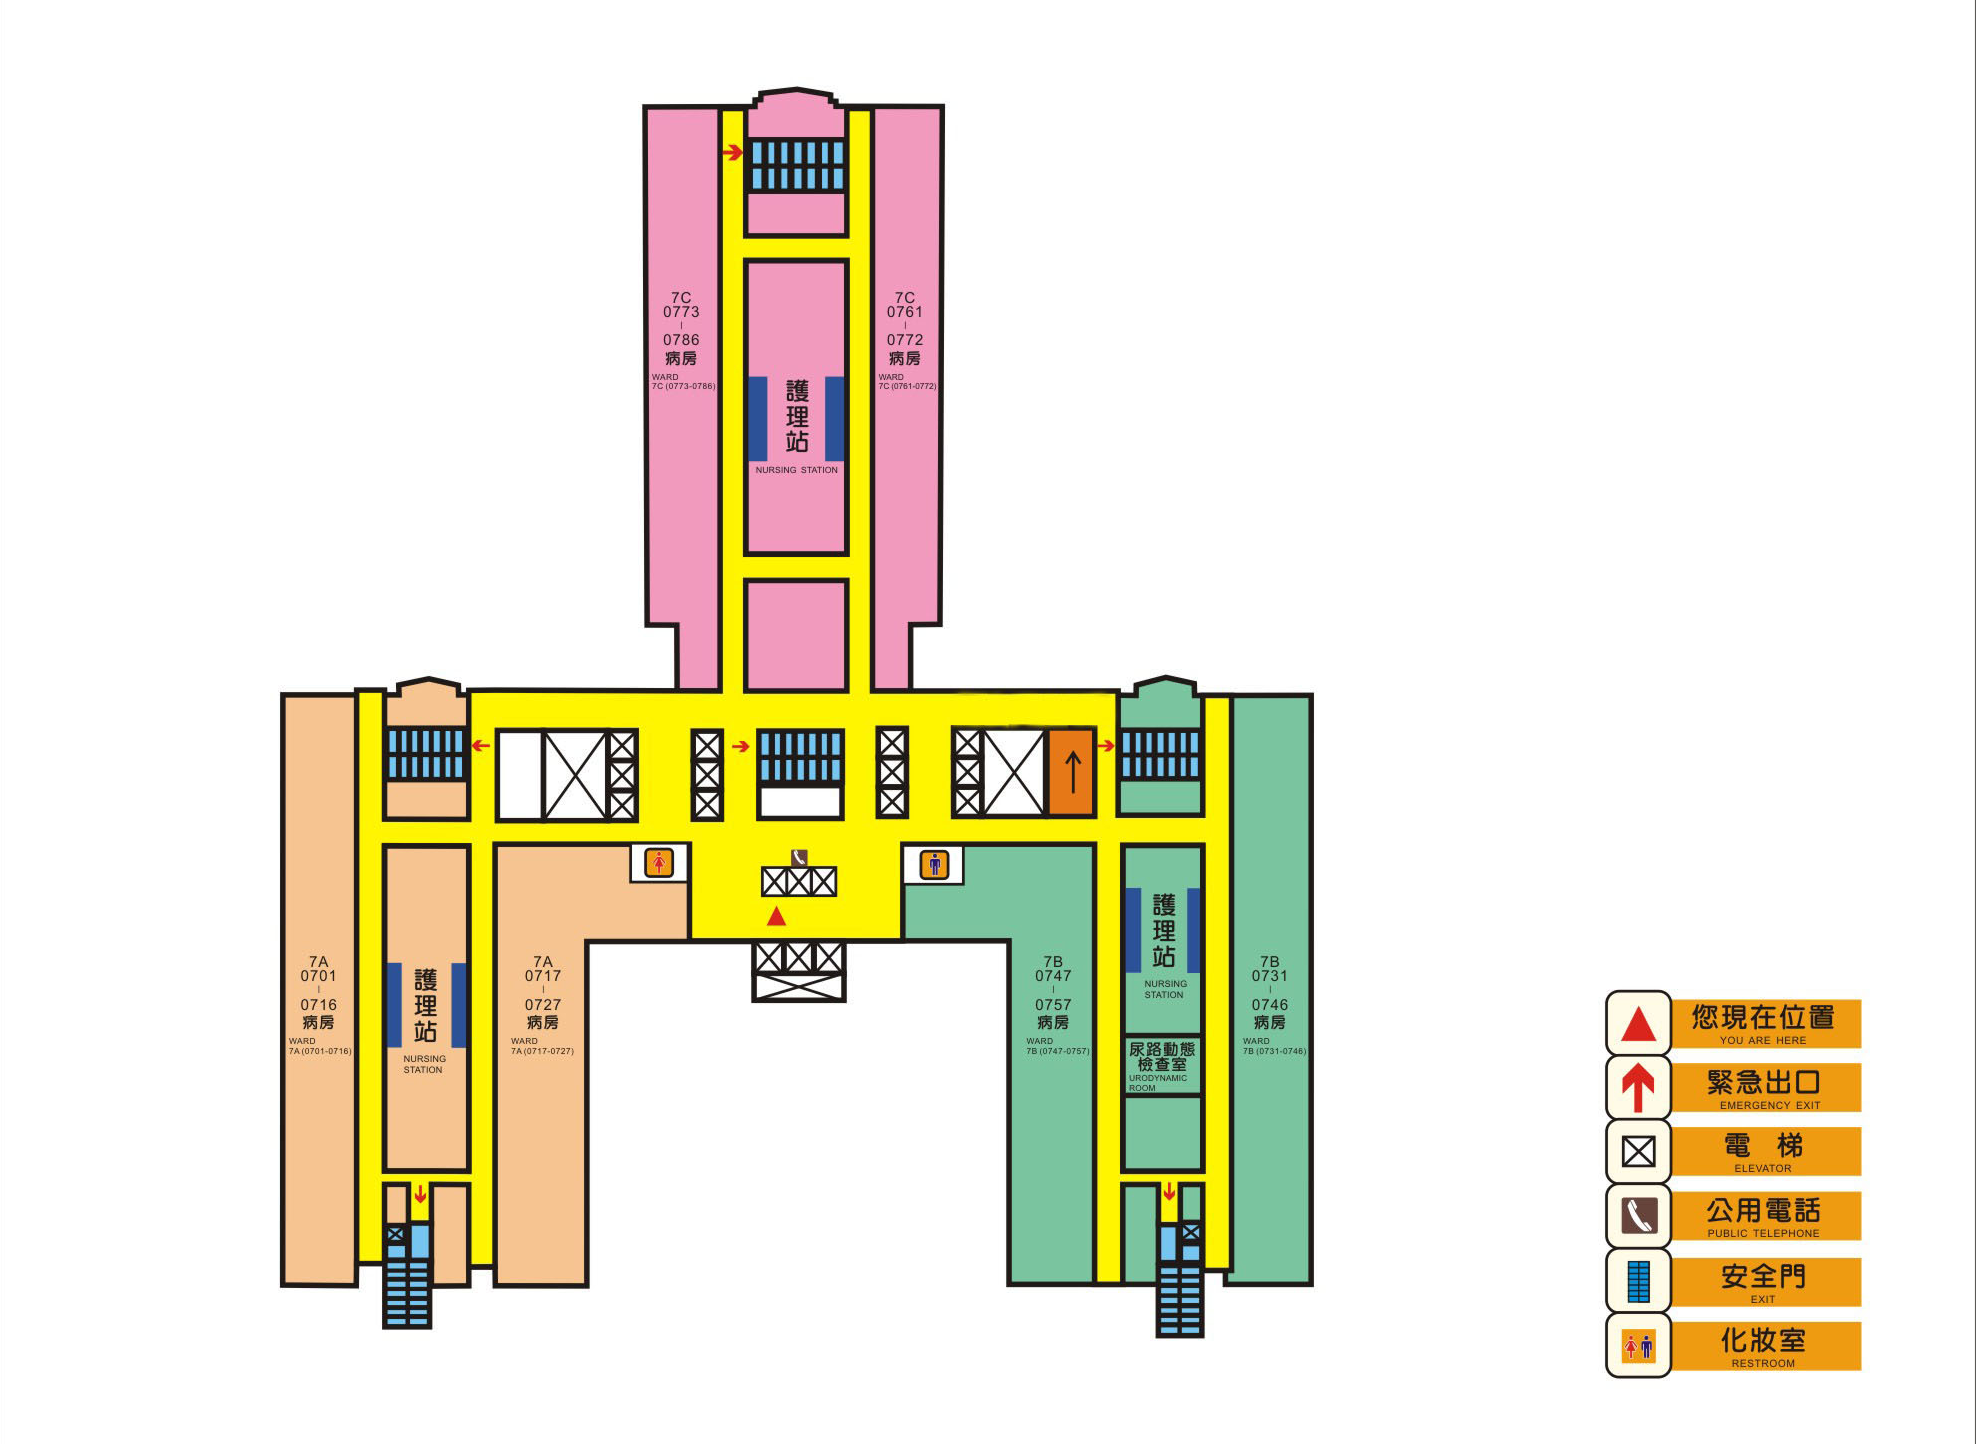 7C
0773
|
0786
病房
WARD
7C (0773-0786)
7C
0761
|
0772
病房
WARD
7C (0761-0772)
護
理
站
NURSING STATION
7A
0701
|
0716
病房
WARD
7A (0701-0716)
護
理
站
NURSING
STATION
7A
0717
|
0727
病房
WARD
7A (0717-0727)
7B
0747
|
0757
病房
WARD
7B (0747-0757)
護
理
站
NURSING
STATION
尿路動態
檢查室
URODYNAMIC
ROOM
7B
0731
|
0746
病房
WARD
7B (0731-0746)
您現在位置
YOU ARE HERE
緊急出口
EMERGENCY EXIT
電 梯
ELEVATOR
公用電話
PUBLIC TELEPHONE
安全門
EXIT
化妝室
RESTROOM